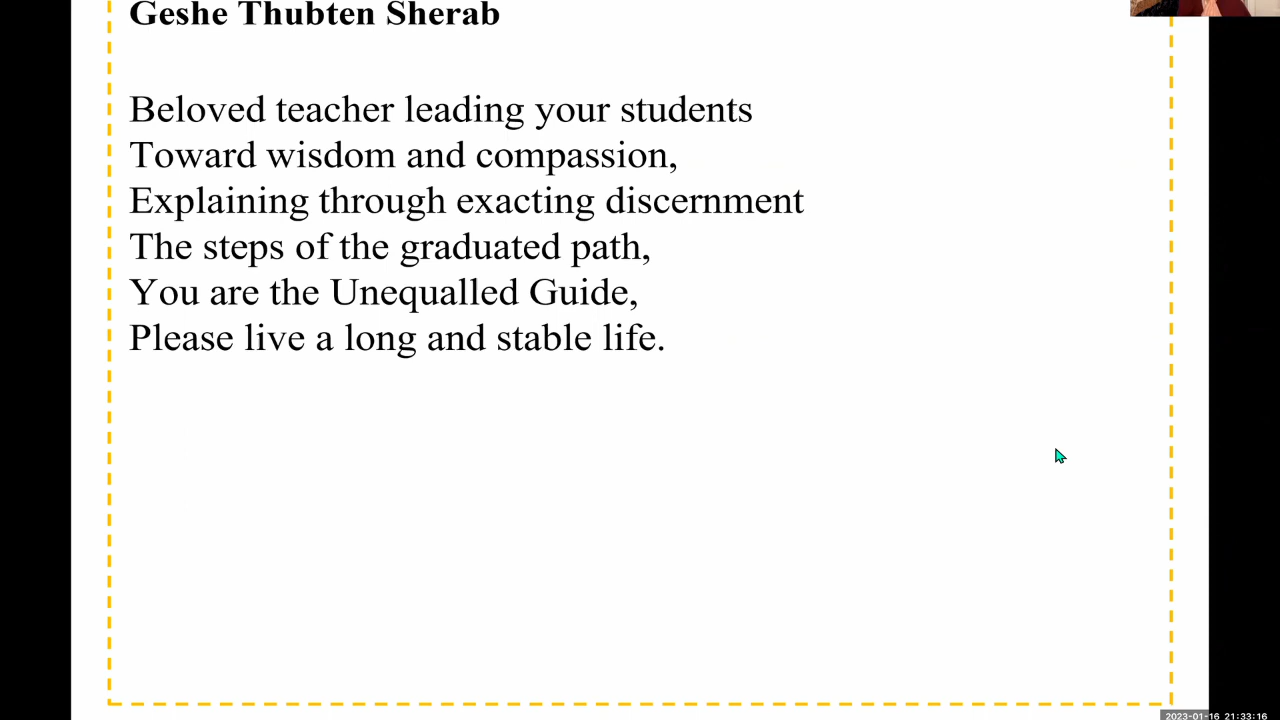 Geshe Thubten Sherab
Beloved teacher leading your students
Toward wisdom and compassion,
Explaining through exacting discernment
The steps of the graduated path,
You are the Unequalled Guide,
Please live a long and stable life.
2023-01-16 21:33:16